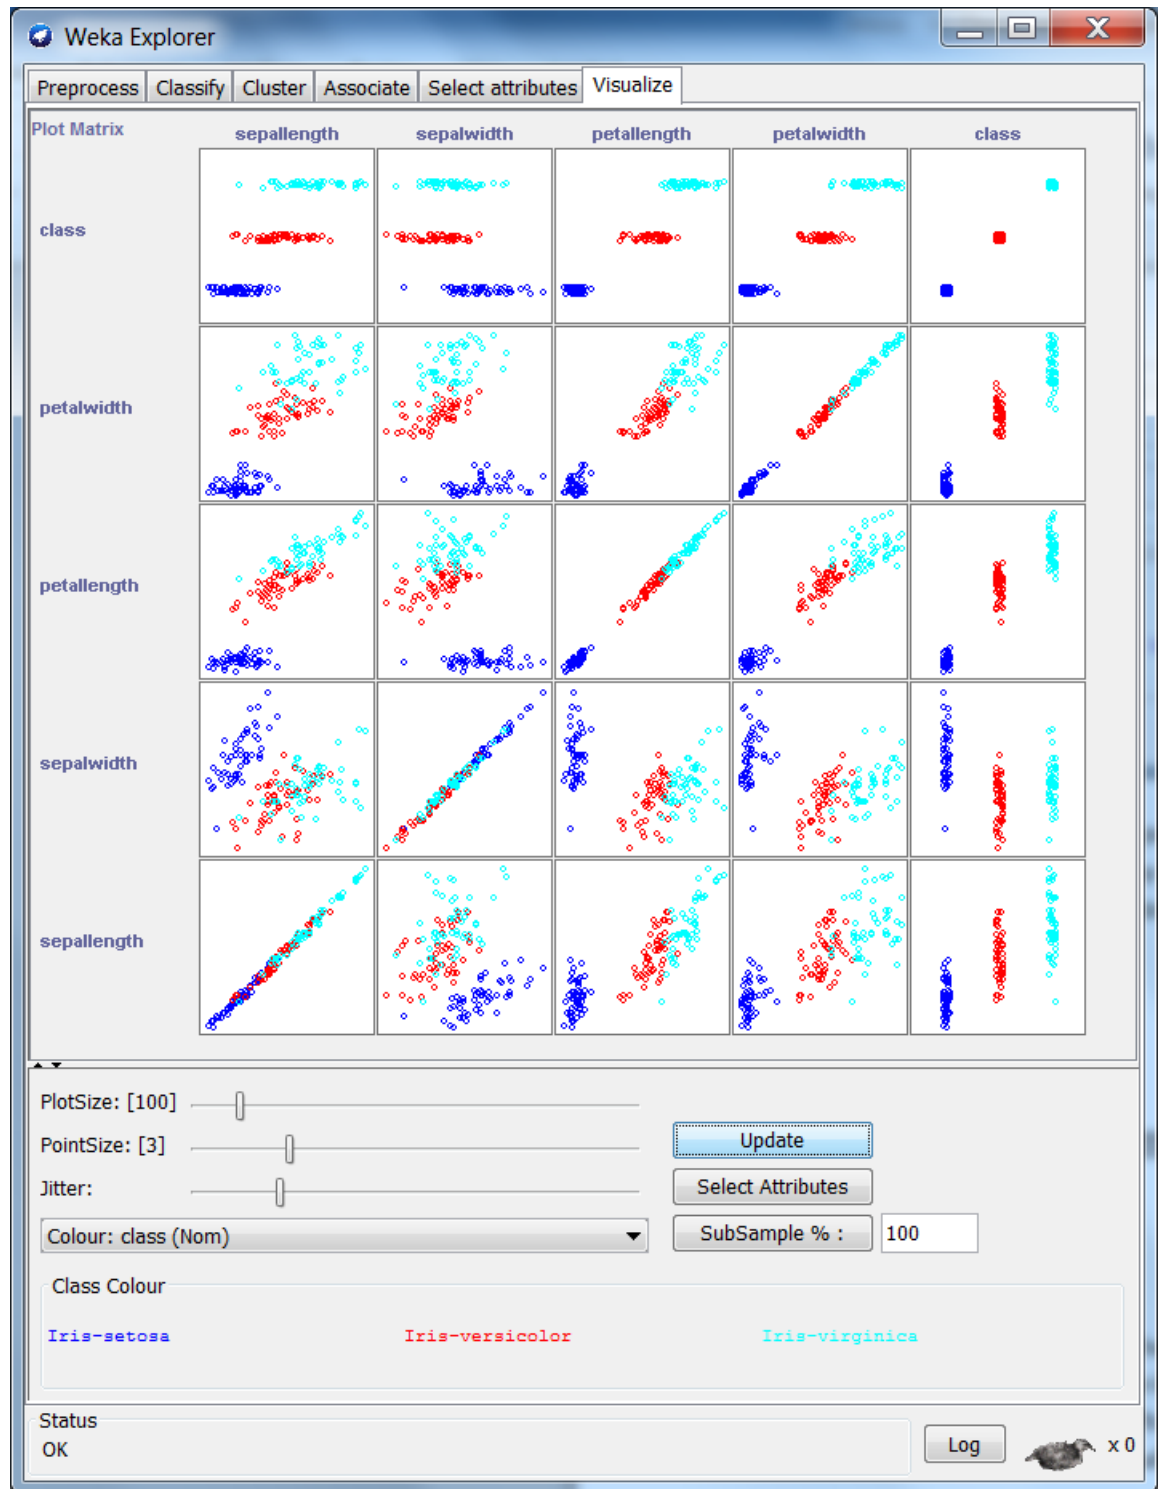 Weka Explorer
Preprocess Classify Cluster Associate Select attributes Visualize
Plot Matrix sepallength sepalwidth petallength petalwidth class
class
petalwidth
petallength
sepalwidth
sepallength
PlotSize: [100]
PointSize: [3]
Update
Jitter:
Select Attributes
Colour: class (Nom)
SubSample % : 100
Class Colour
Iris-setosa Iris-versicolor Iris-virginica
Status
OK
Log x 0